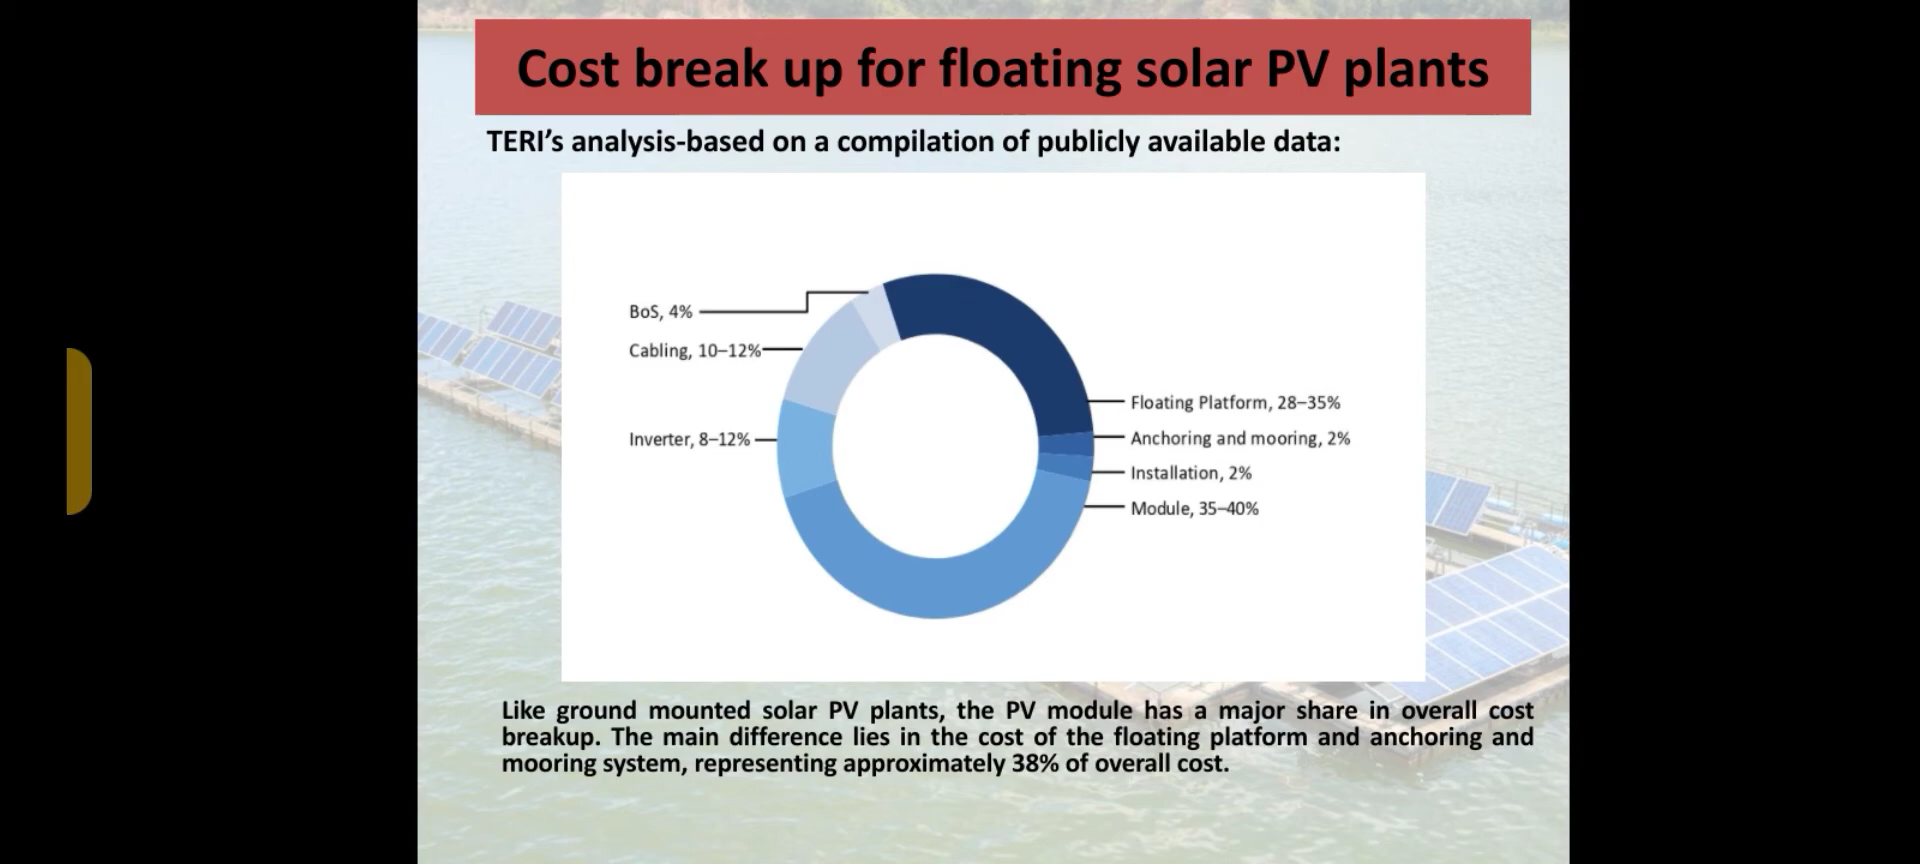 Cost break up for floating solar PV plants
TERI’s analysis-based on a compilation of publicly available data:
BoS, 4%
Cabling, 10–12%
Inverter, 8–12%
Floating Platform, 28–35%
Anchoring and mooring, 2%
Installation, 2%
Module, 35–40%
Like ground mounted solar PV plants, the PV module has a major share in overall cost
breakup. The main difference lies in the cost of the floating platform and anchoring and
mooring system, representing approximately 38% of overall cost.